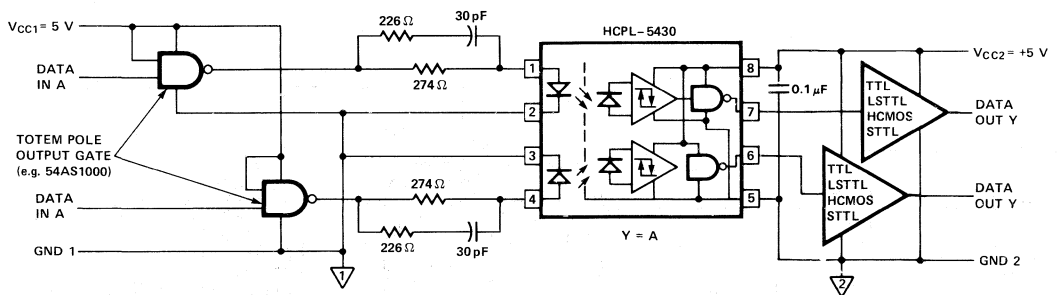 226 Ω
30 pF
HCPL–5430
VCC1 = 5 V
VCC2 = +5 V
DATA
IN A
274 Ω
1
8
0.1 μF
TTL
LSTTL
HCMOS
STTL
DATA
OUT Y
2
7
TOTEM POLE
OUTPUT GATE
(e.g. 54AS1000)
3
6
TTL
LSTTL
HCMOS
STTL
DATA
OUT Y
DATA
IN A
274 Ω
4
5
226 Ω
30 pF
Y = A
GND 1
GND 2
1
2